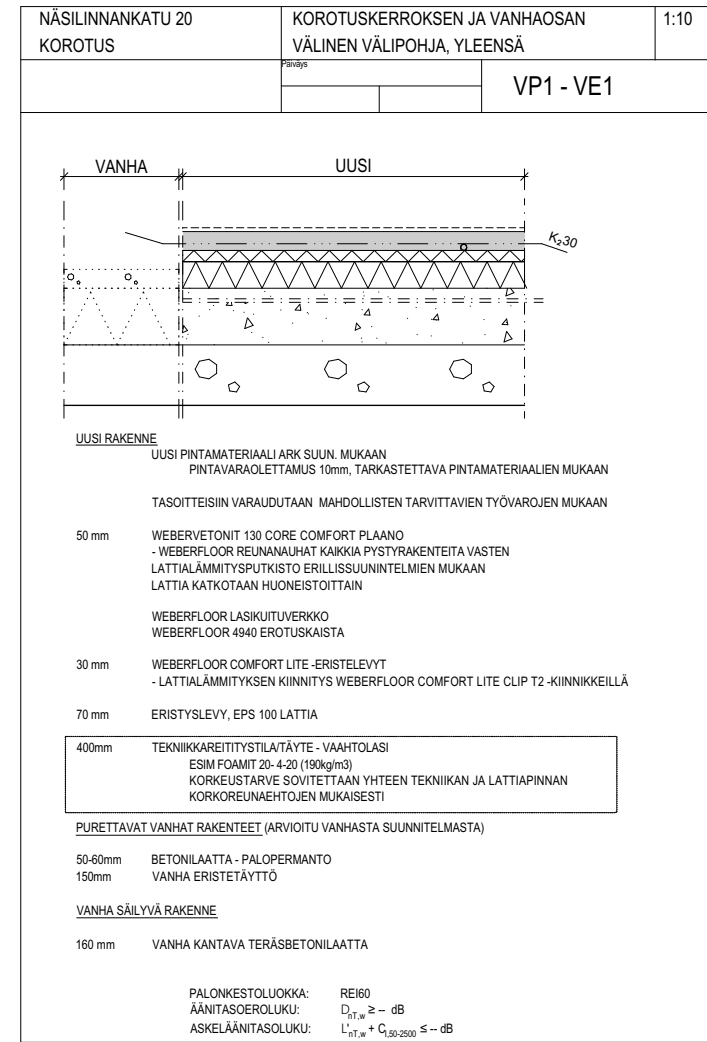 NÄSILINNANKATU 20
KOROTUS
KOROTUSKERROKSEN JA VANHAOSAN
VÄLINEN VÄLIPOHJA, YLEENSÄ
1:10
Päiväys
VP1 - VE1
VANHA
UUSI
K₂30
UUSI RAKENNE
UUSI PINTAMATERIAALI ARK SUUN. MUKAAN
PINTAVARAOLETTAMUS 10mm, TARKASTETTAVA PINTAMATERIAALIEN MUKAAN
TASOITTEISIIN VARAUDUTAAN MAHDOLLISTEN TARVITTAVIEN TYÖVAROJEN MUKAAN
50 mm WEBERVETONIT 130 CORE COMFORT PLAANO
- WEBERFLOOR REUNANAUHAT KAIKKIA PYSTYRAKENTEITA VASTEN
LATTIALÄMMITYSPUTKISTO ERILLISSUUNINTELMIEN MUKAAN
LATTIA KATKOTAAN HUONEISTOITTAIN
WEBERFLOOR LASIKUITUVERKKO
WEBERFLOOR 4940 EROTUSKAISTA
30 mm WEBERFLOOR COMFORT LITE -ERISTELEVYT
- LATTIALÄMMITYKSEN KIINNITYS WEBERFLOOR COMFORT LITE CLIP T2 -KIINNIKKEILLÄ
70 mm ERISTYSLEVY, EPS 100 LATTIA
400mm TEKNIIKKAREITITYSTILA/TÄYTE - VAAHTOLASI
ESIM FOAMIT 20- 4-20 (190kg/m3)
KORKEUSTARVE SOVITETTAAN YHTEEN TEKNIIKAN JA LATTIAPINNAN
KORKOREUNAEHTOJEN MUKAISESTI
PURETTAVAT VANHAT RAKENTEET (ARVIOITU VANHASTA SUUNNITELMASTA)
50-60mm BETONILAATTA - PALOPERMANTO
150mm VANHA ERISTETÄYTTÖ
VANHA SÄILYVÄ RAKENNE
160 mm VANHA KANTAVA TERÄSBETONILAATTA
PALONKESTOLUOKKA: REI60
ÄÄNITASOEROLUKU: D_nT,w ≥ -- dB
ASKELÄÄNITASOLUKU: L'_nT,w + C_I,50-2500 ≤ -- dB